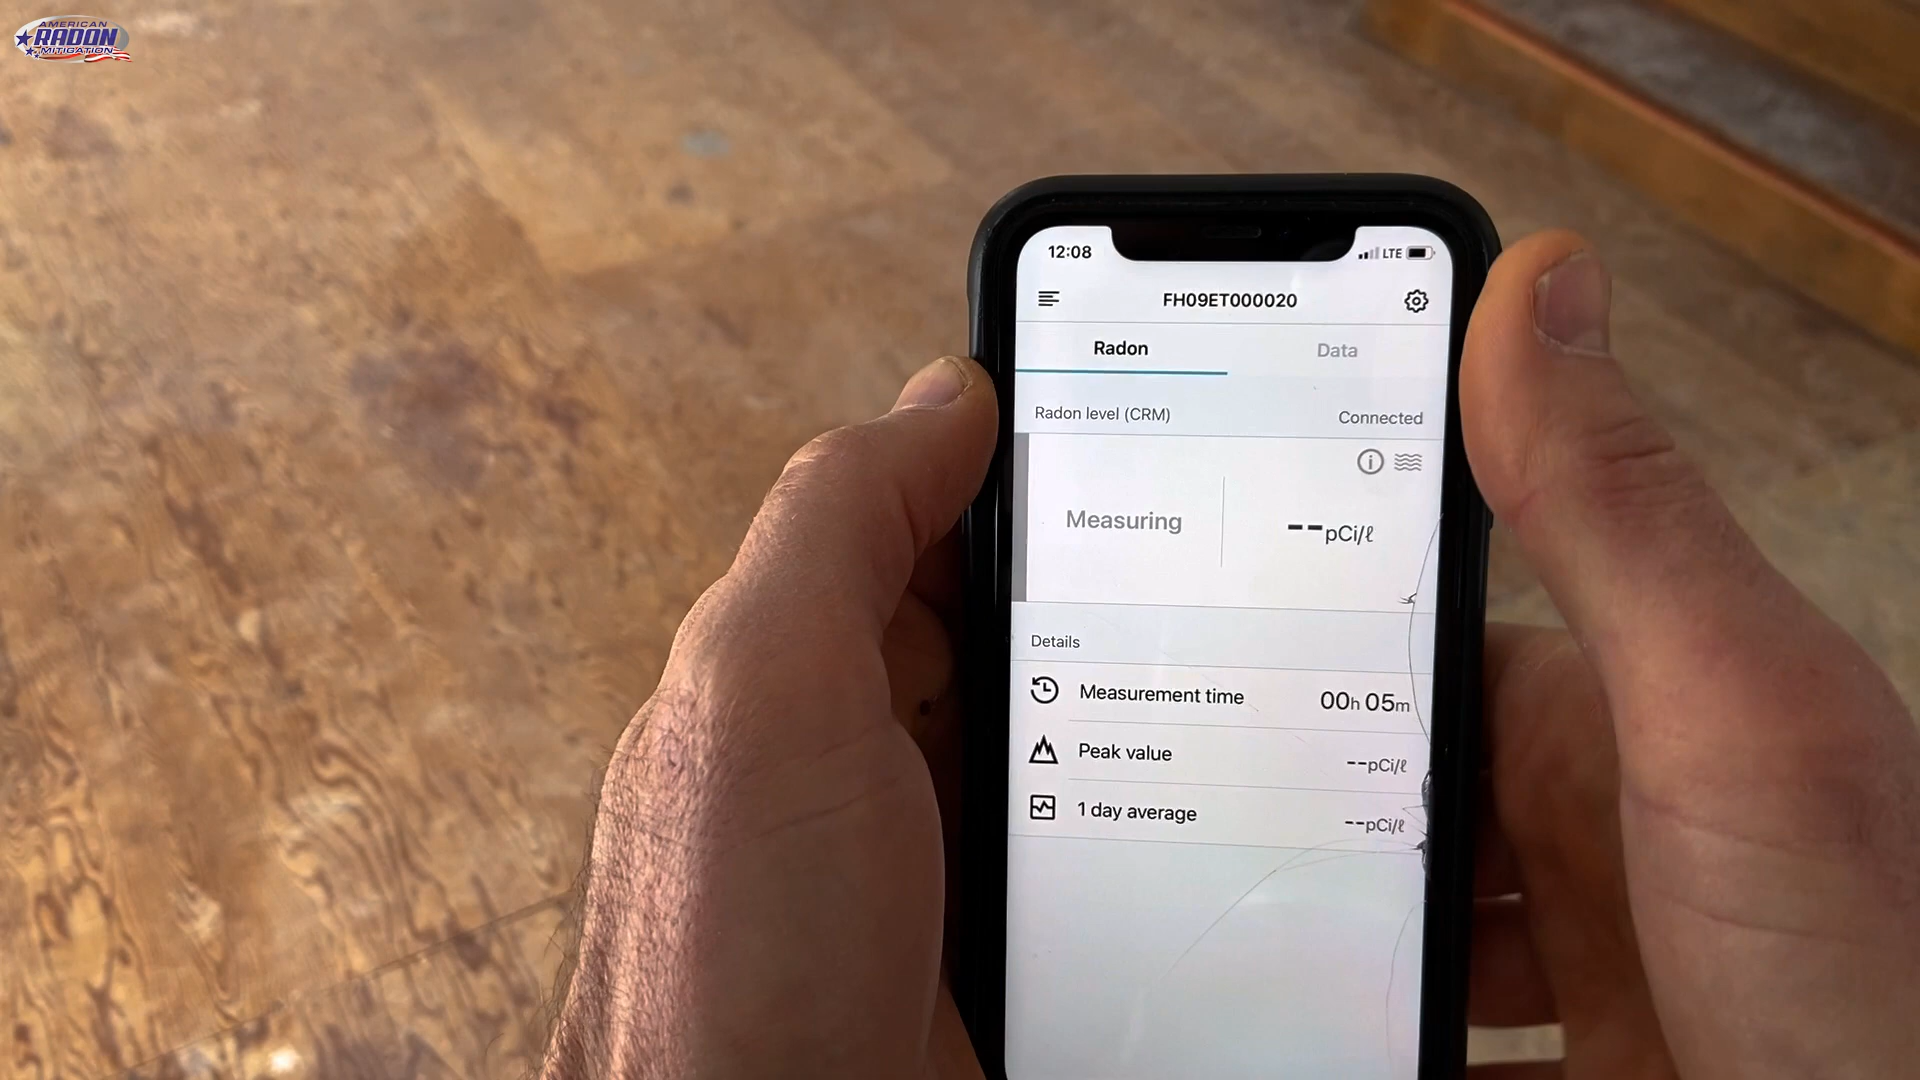 AMERICAN
RADON
MITIGATION
12:08 LTE
FH09ET000020
Radon Data
Radon level (CRM) Connected
Measuring --pCi/ℓ
Details
Measurement time 00h 05m
Peak value --pCi/ℓ
1 day average --pCi/ℓ